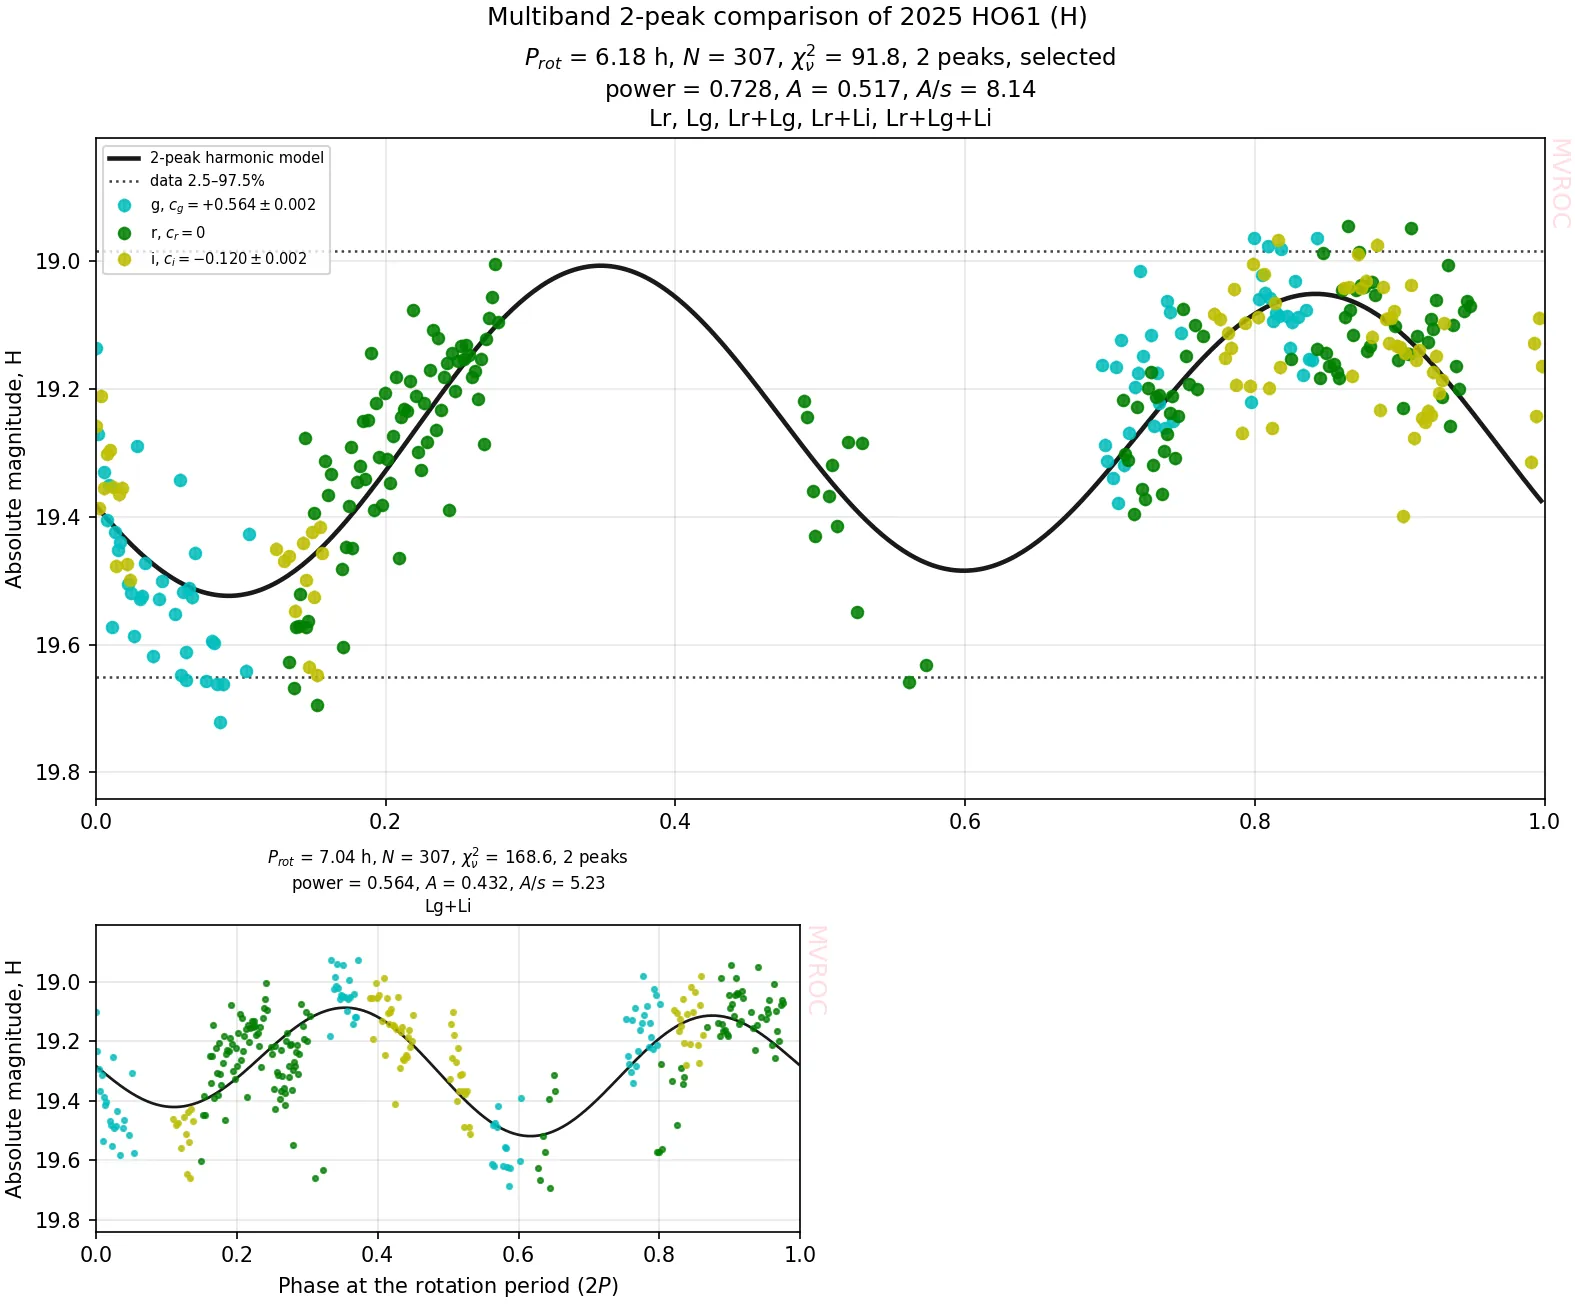 Multiband 2-peak comparison of 2025 HO61 (H)
P_rot = 6.18 h, N = 307, χ²_ν = 91.8, 2 peaks, selected
power = 0.728, A = 0.517, A/s = 8.14
Lr, Lg, Lr+Lg, Lr+Li, Lr+Lg+Li
2-peak harmonic model
data 2.5–97.5%
g, c_g = +0.564 ± 0.002
r, c_r = 0
i, c_i = −0.120 ± 0.002
MVROC
Absolute magnitude, H
19.0
19.2
19.4
19.6
19.8
0.0 0.2 0.4 0.6 0.8 1.0
P_rot = 7.04 h, N = 307, χ²_ν = 168.6, 2 peaks
power = 0.564, A = 0.432, A/s = 5.23
Lg+Li
MVROC
Absolute magnitude, H
19.0
19.2
19.4
19.6
19.8
0.0 0.2 0.4 0.6 0.8 1.0
Phase at the rotation period (2P)